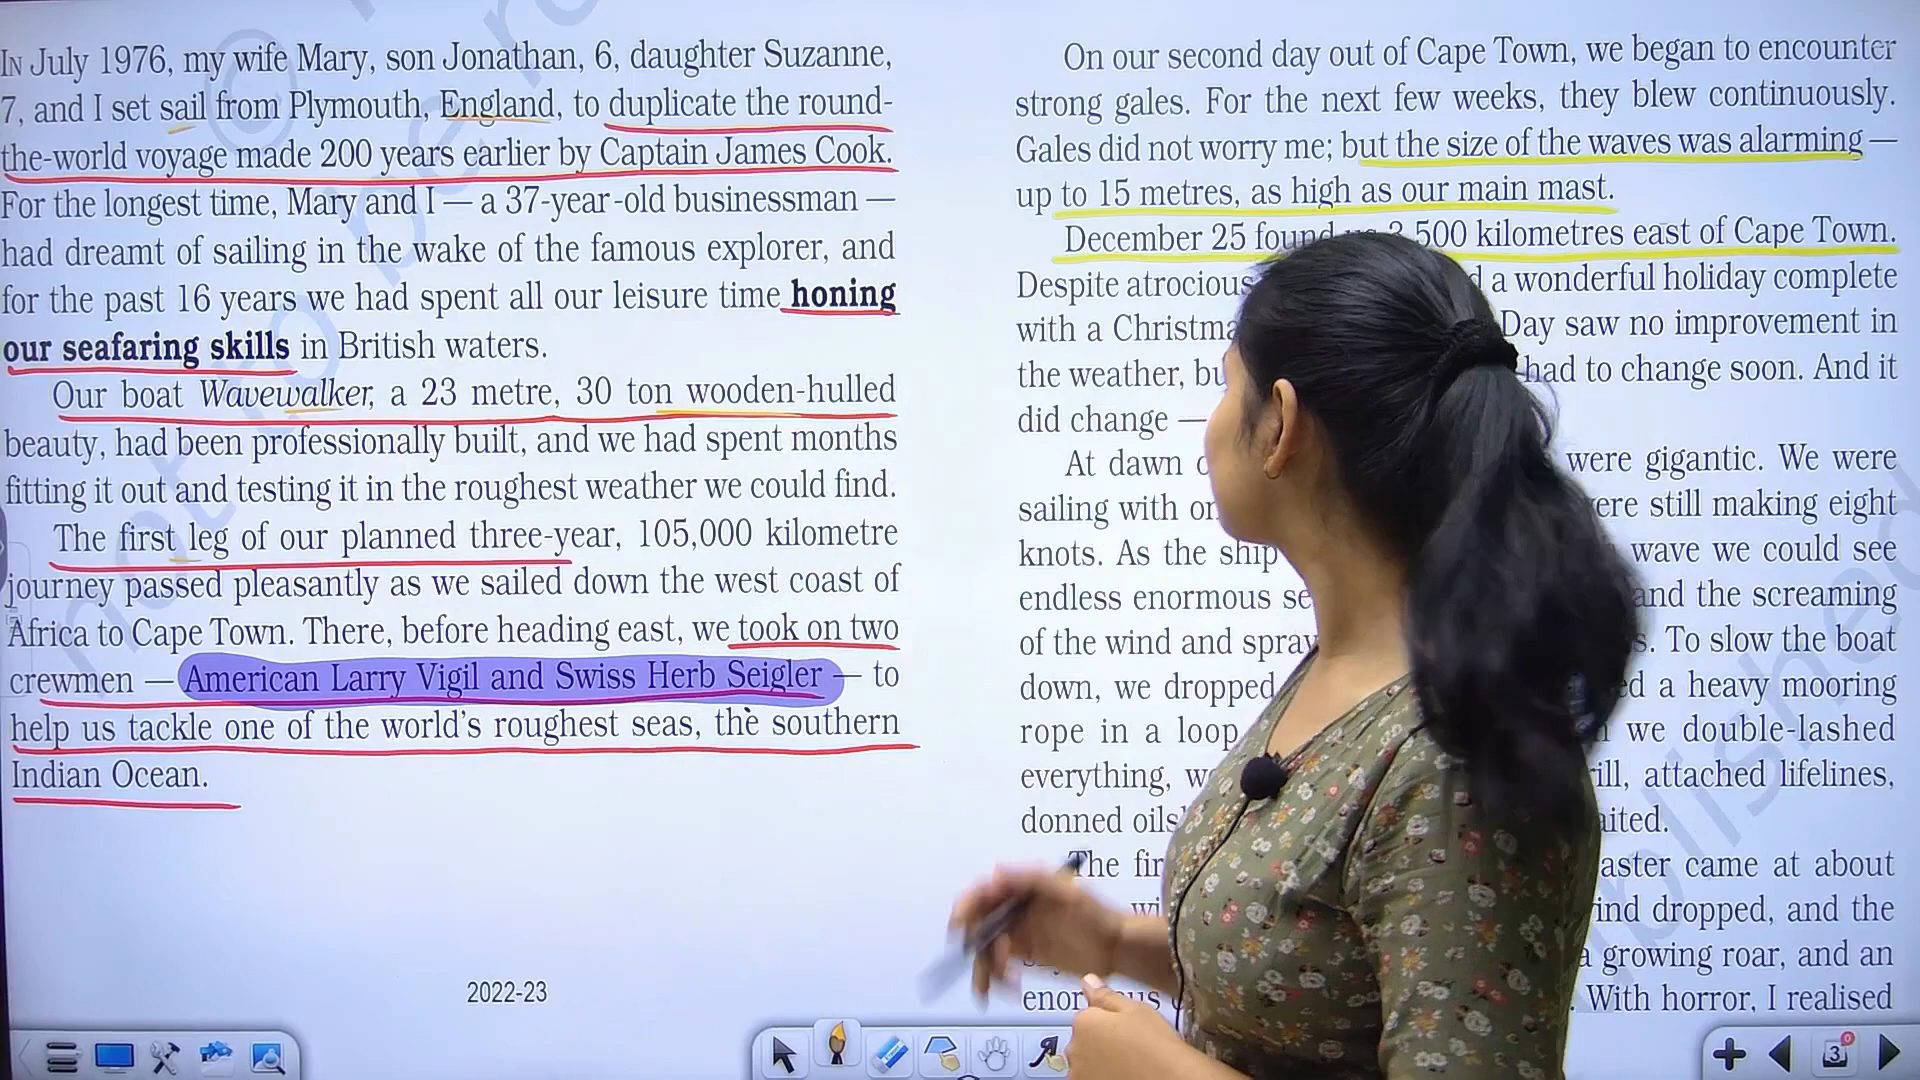 IN July 1976, my wife Mary, son Jonathan, 6, daughter Suzanne,
7, and I set sail from Plymouth, England, to duplicate the round-
the-world voyage made 200 years earlier by Captain James Cook.
For the longest time, Mary and I — a 37-year-old businessman —
had dreamt of sailing in the wake of the famous explorer, and
for the past 16 years we had spent all our leisure time honing
our seafaring skills in British waters.
Our boat Wavewalker, a 23 metre, 30 ton wooden-hulled
beauty, had been professionally built, and we had spent months
fitting it out and testing it in the roughest weather we could find.
The first leg of our planned three-year, 105,000 kilometre
journey passed pleasantly as we sailed down the west coast of
Africa to Cape Town. There, before heading east, we took on two
crewmen — American Larry Vigil and Swiss Herb Seigler — to
help us tackle one of the world's roughest seas, the southern
Indian Ocean.
2022-23
On our second day out of Cape Town, we began to encounter
strong gales. For the next few weeks, they blew continuously.
Gales did not worry me; but the size of the waves was alarming —
up to 15 metres, as high as our main mast.
December 25 found 500 kilometres east of Cape Town.
Despite atrocious a wonderful holiday complete
with a Day saw no improvement in
the weather, had to change soon. And it
did change —
At dawn were gigantic. We were
sailing with still making eight
knots. As the ship wave we could see
endless enormous and the screaming
of the wind and spray To slow the boat
down, we dropped a heavy mooring
rope in a loop we double-lashed
everything, attached lifelines,
donned
The came at about
dropped, and the
a growing roar, and an
With horror, I realised
3
0